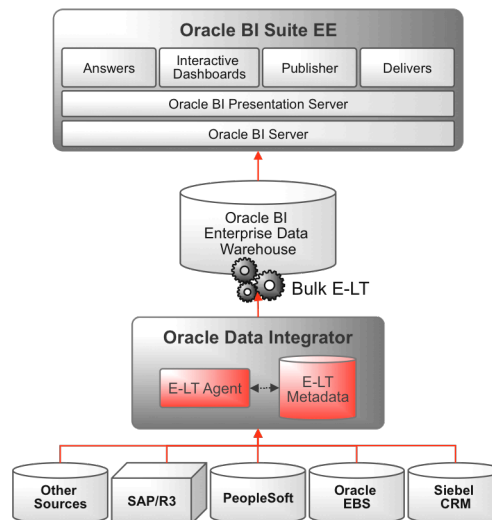 Oracle BI Suite EE
Answers
Interactive
Dashboards
Publisher
Delivers
Oracle BI Presentation Server
Oracle BI Server
Oracle BI
Enterprise Data
Warehouse
Bulk E-LT
Oracle Data Integrator
E-LT Agent
E-LT
Metadata
Other
Sources
SAP/R3
PeopleSoft
Oracle
EBS
Siebel
CRM